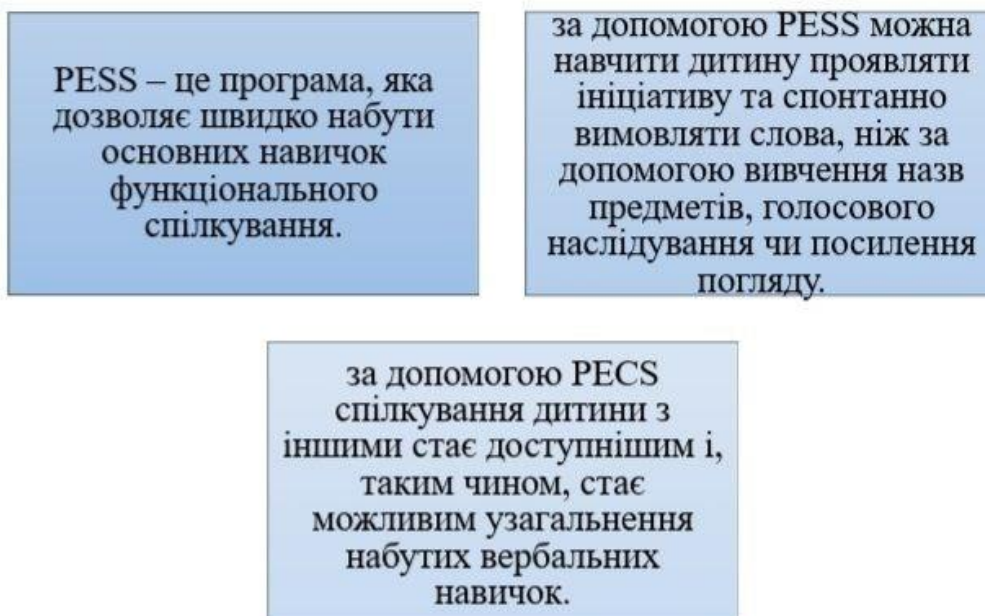 PESS – це програма, яка
дозволяє швидко набути
основних навичок
функціонального
спілкування.
за допомогою PESS можна
навчити дитину проявляти
ініціативу та спонтанно
вимовляти слова, ніж за
допомогою вивчення назв
предметів, голосового
наслідування чи посилення
погляду.
за допомогою PECS
спілкування дитини з
іншими стає доступнішим і,
таким чином, стає
можливим узагальнення
набутих вербальних
навичок.